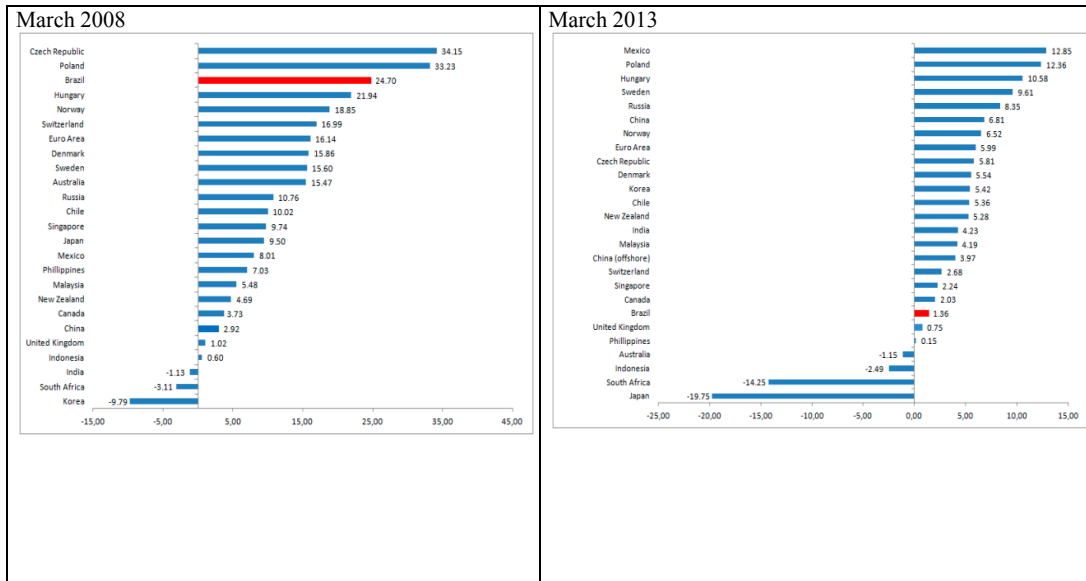 March 2008
Czech Republic 34.15
Poland 33.23
Brazil 24.70
Hungary 21.94
Norway 18.85
Switzerland 16.99
Euro Area 16.14
Denmark 15.86
Sweden 15.60
Australia 15.47
Russia 10.76
Chile 10.02
Singapore 9.74
Japan 9.50
Mexico 8.01
Phillippines 7.03
Malaysia 5.48
New Zealand 4.69
Canada 3.73
China 2.92
United Kingdom 1.02
Indonesia 0.60
India -1.13
South Africa -3.11
Korea -9.79
-15,00 -5,00 5,00 15,00 25,00 35,00 45,00
March 2013
Mexico 12.85
Poland 12.36
Hungary 10.58
Sweden 9.61
Russia 8.35
China 6.81
Norway 6.52
Euro Area 5.99
Czech Republic 5.81
Denmark 5.54
Korea 5.42
Chile 5.36
New Zealand 5.28
India 4.23
Malaysia 4.19
China (offshore) 3.97
Switzerland 2.68
Singapore 2.24
Canada 2.03
Brazil 1.36
United Kingdom 0.75
Phillippines 0.15
Australia -1.15
Indonesia -2.49
South Africa -14.25
Japan -19.75
-25,00 -20,00 -15,00 -10,00 -5,00 0,00 5,00 10,00 15,00